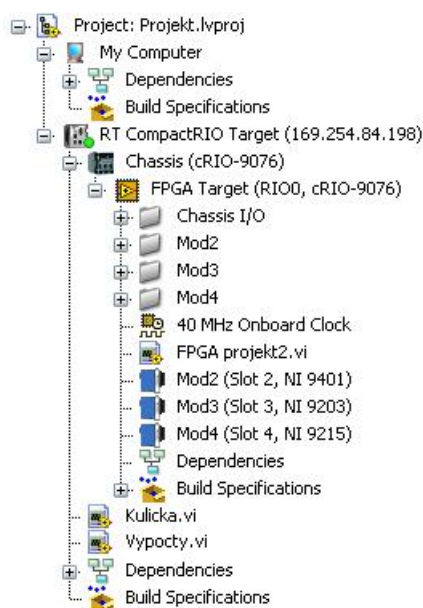 Project: Projekt.lvproj
My Computer
Dependencies
Build Specifications
RT CompactRIO Target (169.254.84.198)
Chassis (cRIO-9076)
FPGA Target (RIO0, cRIO-9076)
Chassis I/O
Mod2
Mod3
Mod4
40 MHz Onboard Clock
FPGA projekt2.vi
Mod2 (Slot 2, NI 9401)
Mod3 (Slot 3, NI 9203)
Mod4 (Slot 4, NI 9215)
Dependencies
Build Specifications
Kulicka.vi
Vypocty.vi
Dependencies
Build Specifications